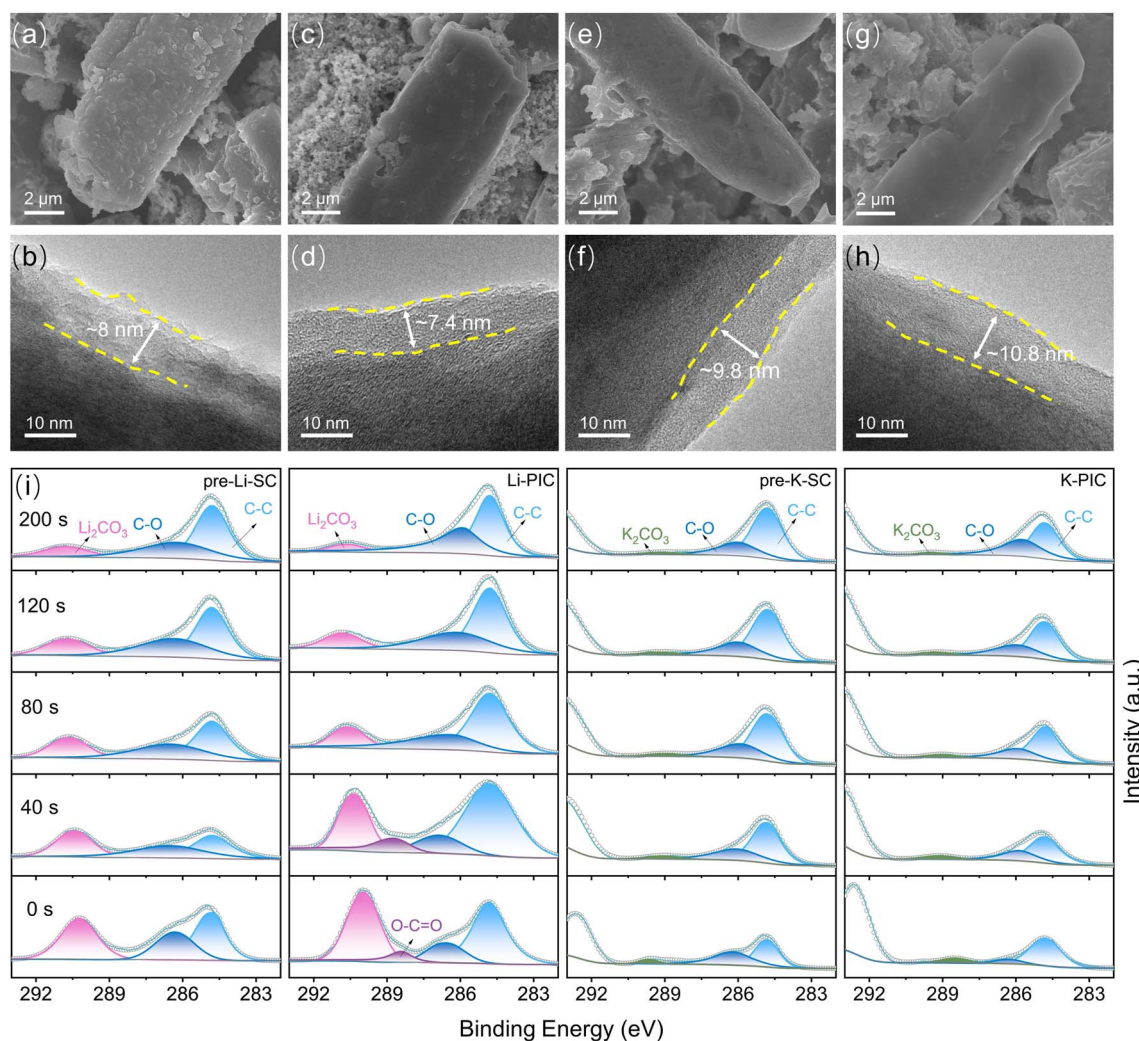 (a)
(c)
(e)
(g)
2 μm
2 μm
2 μm
2 μm
(b)
(d)
(f)
(h)
~8 nm
~7.4 nm
~9.8 nm
~10.8 nm
10 nm
10 nm
10 nm
10 nm
(i)
pre-Li-SC
Li-PIC
pre-K-SC
K-PIC
200 s
Li₂CO₃
C-O
C-C
Li₂CO₃
C-O
C-C
K₂CO₃
C-O
C-C
K₂CO₃
C-O
C-C
120 s
80 s
40 s
0 s
O-C=O
292 289 286 283
292 289 286 283
292 289 286 283
292 289 286 283
Binding Energy (eV)
Intensity (a.u.)